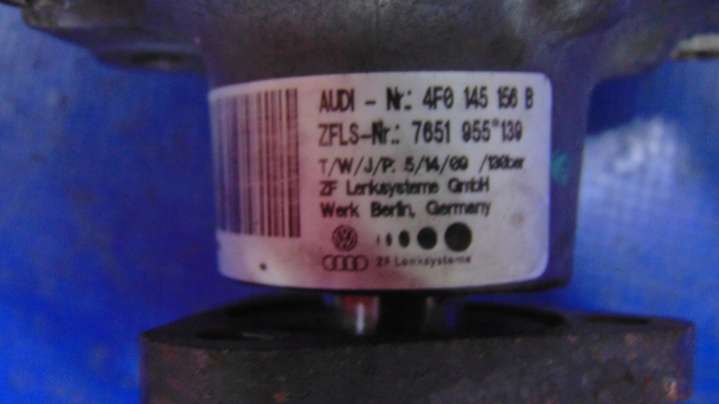 AUDI - Nr.: 4F0 145 156 B
ZFLS-Nr.: 7651 955*139
T/W/J/P: 5/14/09 /130bar
ZF Lenksysteme GmbH
Werk Berlin, Germany
ZF Lenksysteme